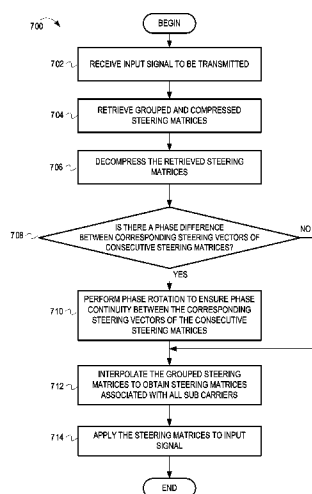 700
BEGIN
702
RECEIVE INPUT SIGNAL TO BE TRANSMITTED
704
RETRIEVE GROUPED AND COMPRESSED
STEERING MATRICES
706
DECOMPRESS THE RETRIEVED STEERING
MATRICES
708
IS THERE A PHASE DIFFERENCE
BETWEEN CORRESPONDING STEERING VECTORS OF
CONSECUTIVE STEERING MATRICES?
NO
YES
710
PERFORM PHASE ROTATION TO ENSURE PHASE
CONTINUITY BETWEEN THE CORRESPONDING
STEERING VECTORS OF THE CONSECUTIVE
STEERING MATRICES
712
INTERPOLATE THE GROUPED STEERING
MATRICES TO OBTAIN STEERING MATRICES
ASSOCIATED WITH ALL SUB CARRIERS
714
APPLY THE STEERING MATRICES TO INPUT
SIGNAL
END